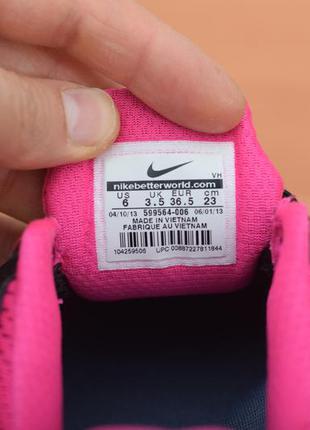 VH
nikebetterworld.com
US UK EUR cm
6 3.5 36.5 23
04/10/13 599564-006 06/01/13
MADE IN VIETNAM
FABRIQUE AU VIETNAM
104259506 UPC 00887227811844